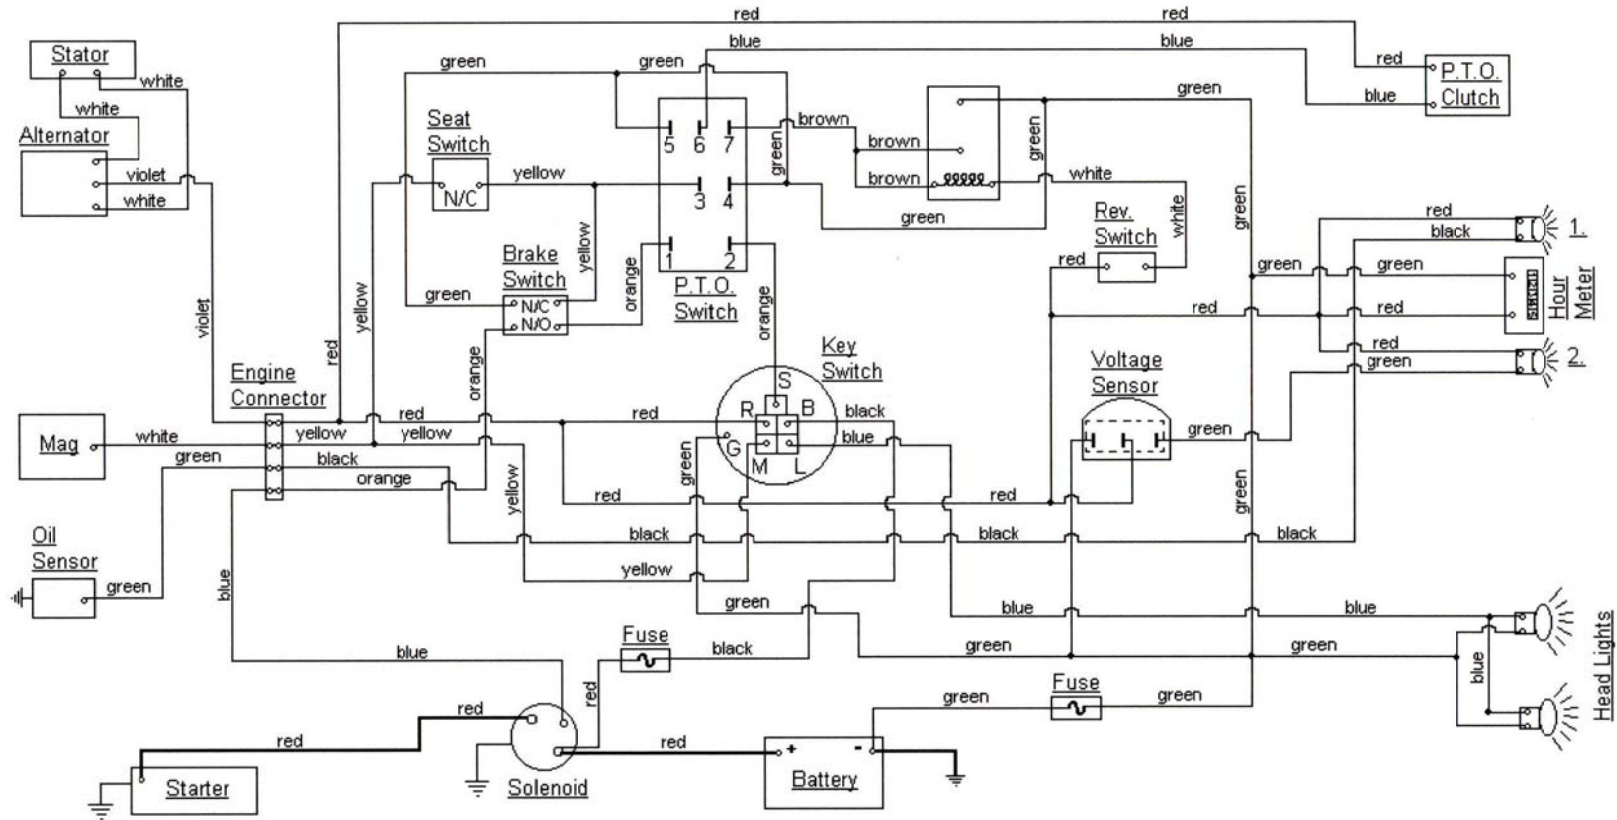 red red
blue blue
Stator
white
white
green green
red P.T.O.
blue Clutch
green
Alternator
Seat
Switch
N/C
yellow
5 6 7
3 4
1 2
P.T.O.
Switch
brown
brown
brown
green
green
white
green
violet
white
Rev.
Switch
white
red
green
red
black
1.
Brake
Switch
N/C
N/O
yellow
orange
green
orange
green
green
Hour
Meter
red
red
violet
red
yellow
orange
Key
Switch
Voltage
Sensor
red
green
2.
Engine
Connector
S
R B
G
M L
red
red
black
Mag
white
yellow yellow
blue
green
green
black
orange
green
yellow
red
red
green
Oil
Sensor
black
black
black
green
yellow
blue
green
blue
blue
Fuse
black
green
green
Head Lights
blue
blue
red
Fuse
green
green
red
red
red
+ -
Starter
Solenoid
Battery